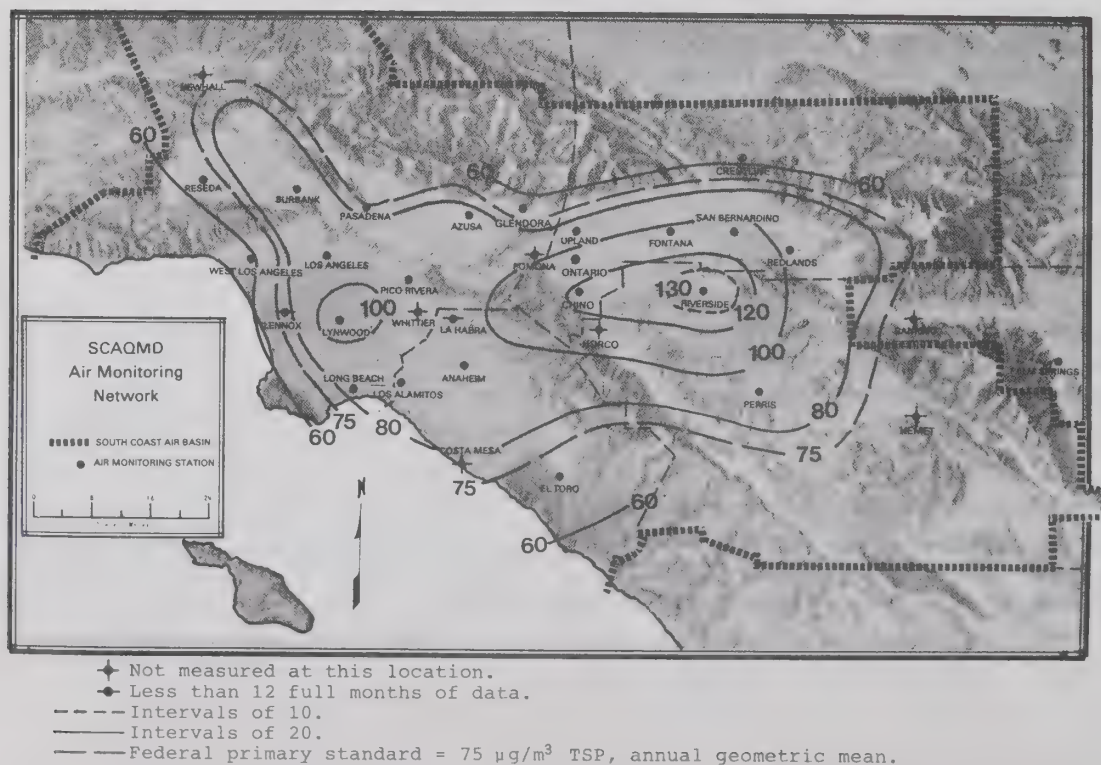 NEWHALL
60
60
CRESTLINE
60
RESEDA
BURBANK
PASADENA
AZUSA
GLENDORA
UPLAND
FONTANA
SAN BERNARDINO
WEST LOS ANGELES
LOS ANGELES
POMONA
ONTARIO
REDLANDS
PICO RIVERA
CHINO
130
RIVERSIDE
120
100
LENNOX
LYNWOOD
WHITTIER
LA HABRA
NORCO
BANNING
100
PALM SPRINGS
LONG BEACH
LOS ALAMITOS
ANAHEIM
PERRIS
80
HEMET
60
75
80
75
COSTA MESA
75
EL TORO
60
60
SCAQMD
Air Monitoring
Network
SOUTH COAST AIR BASIN
AIR MONITORING STATION
0 8 16 24
Not measured at this location.
Less than 12 full months of data.
Intervals of 10.
Intervals of 20.
Federal primary standard = 75 μg/m³ TSP, annual geometric mean.